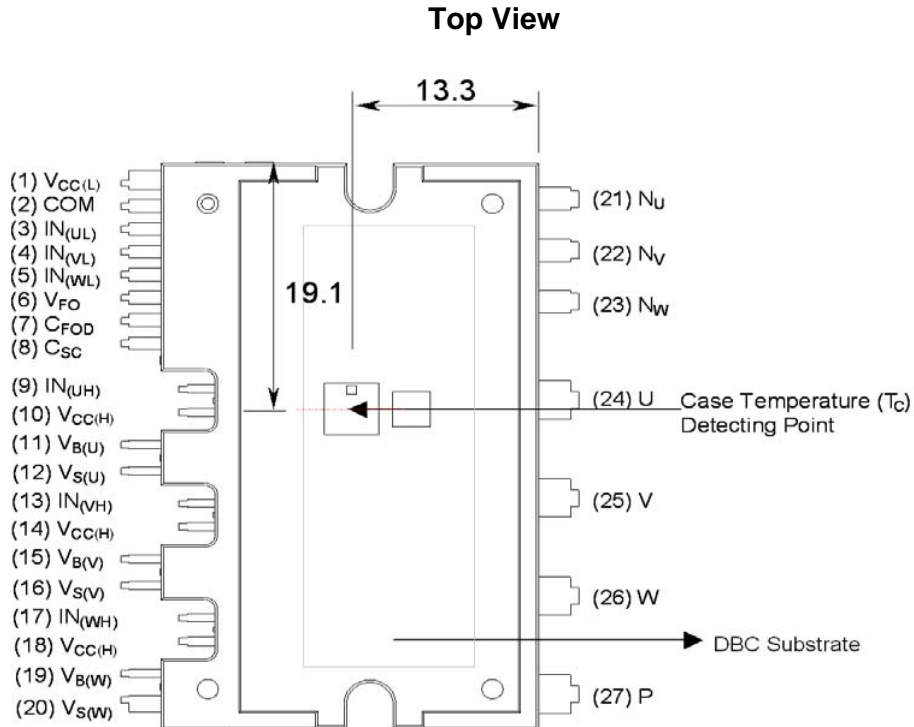 Top View
13.3
(1) VCC(L)
(2) COM
(3) IN(UL)
(4) IN(VL)
(5) IN(WL)
(6) VFO
(7) CFOD
(8) CSC
(9) IN(UH)
(10) VCC(H)
(11) VB(U)
(12) VS(U)
(13) IN(VH)
(14) VCC(H)
(15) VB(V)
(16) VS(V)
(17) IN(WH)
(18) VCC(H)
(19) VB(W)
(20) VS(W)
19.1
(21) NU
(22) NV
(23) NW
(24) U
Case Temperature (TC)
Detecting Point
(25) V
(26) W
DBC Substrate
(27) P